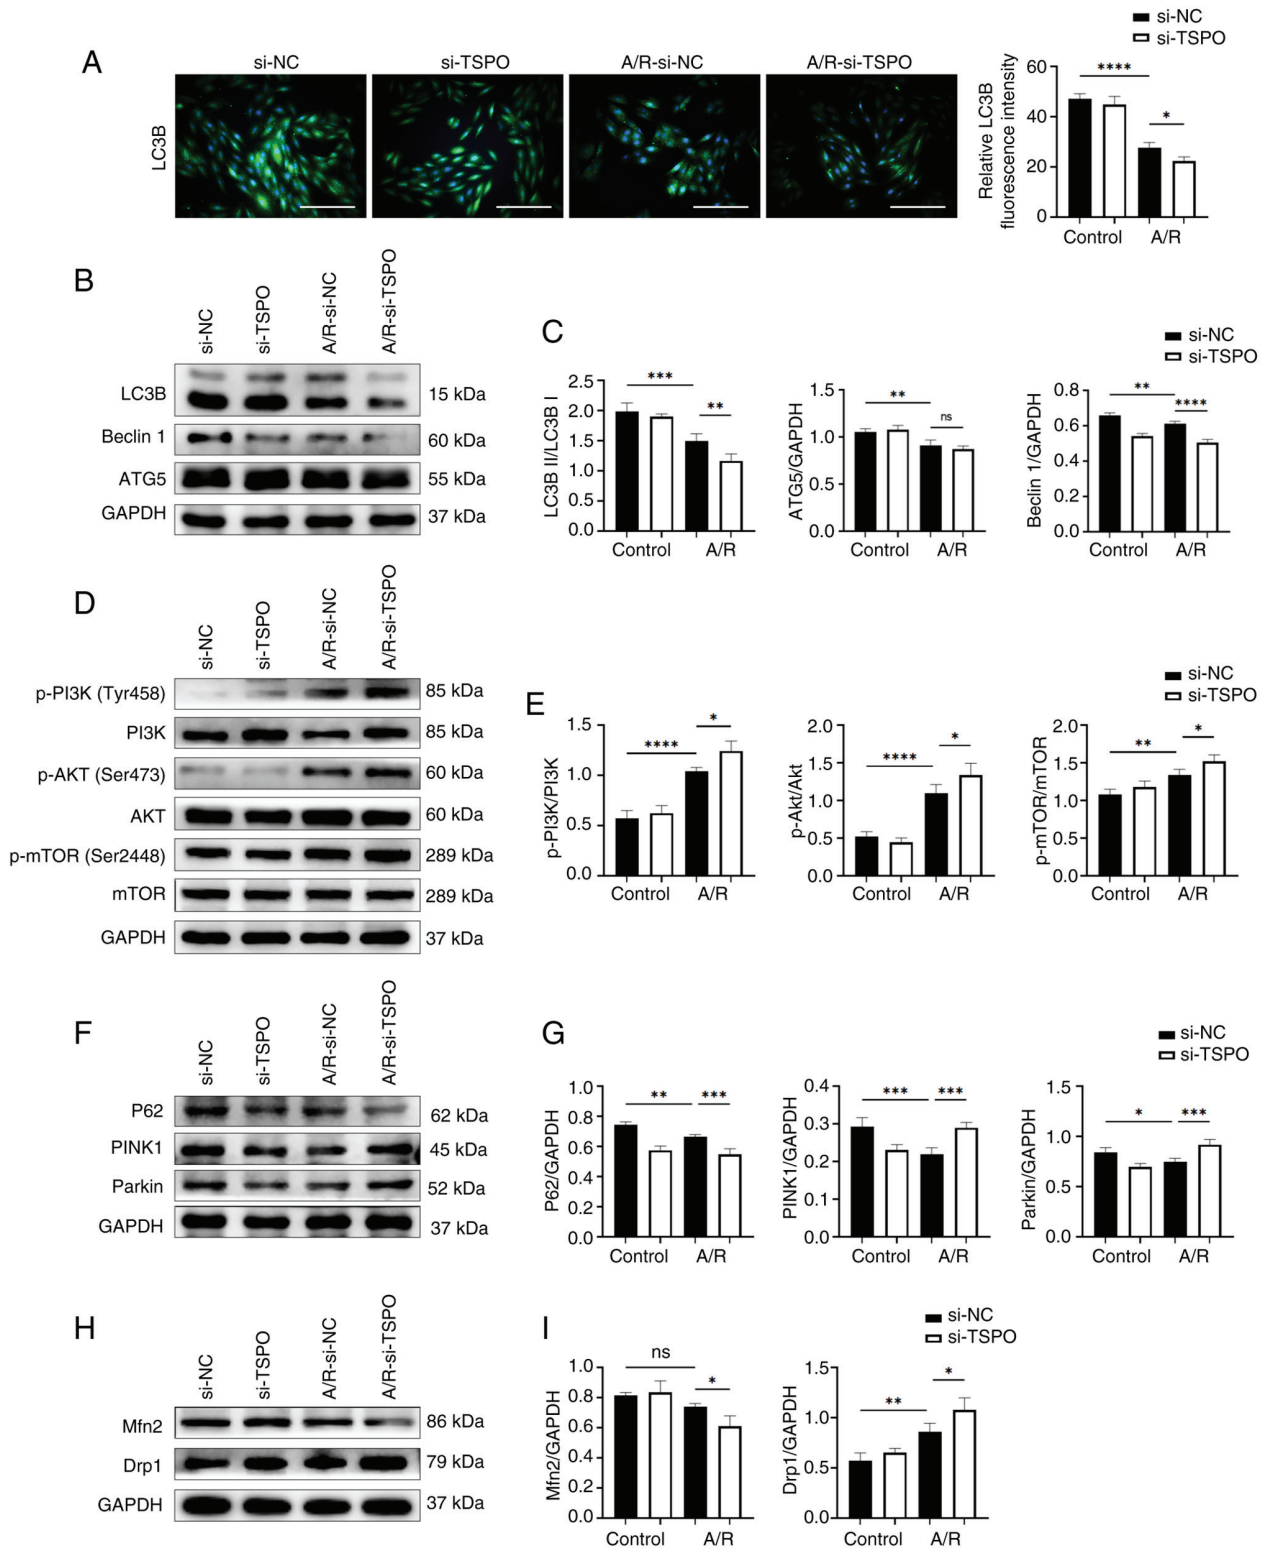 si-NC
si-TSPO
A
si-NC
si-TSPO
A/R-si-NC
A/R-si-TSPO
LC3B
Relative LC3B
fluorescence intensity
60
40
20
0
****
*
Control
A/R
B
si-NC
si-TSPO
A/R-si-NC
A/R-si-TSPO
LC3B
15 kDa
Beclin 1
60 kDa
ATG5
55 kDa
GAPDH
37 kDa
C
si-NC
si-TSPO
LC3B II/LC3B I
2.5
2.0
1.5
1.0
0.5
0.0
***
**
Control
A/R
ATG5/GAPDH
1.5
1.0
0.5
0.0
**
ns
Control
A/R
Beclin 1/GAPDH
0.8
0.6
0.4
0.2
0.0
**
****
Control
A/R
D
si-NC
si-TSPO
A/R-si-NC
A/R-si-TSPO
p-PI3K (Tyr458)
85 kDa
PI3K
85 kDa
p-AKT (Ser473)
60 kDa
AKT
60 kDa
p-mTOR (Ser2448)
289 kDa
mTOR
289 kDa
GAPDH
37 kDa
E
si-NC
si-TSPO
p-PI3K/PI3K
1.5
1.0
0.5
0.0
****
*
Control
A/R
p-Akt/Akt
2.0
1.5
1.0
0.5
0.0
****
*
Control
A/R
p-mTOR/mTOR
2.0
1.5
1.0
0.5
0.0
**
*
Control
A/R
F
si-NC
si-TSPO
A/R-si-NC
A/R-si-TSPO
P62
62 kDa
PINK1
45 kDa
Parkin
52 kDa
GAPDH
37 kDa
G
si-NC
si-TSPO
P62/GAPDH
1.0
0.8
0.6
0.4
0.2
0.0
**
***
Control
A/R
PINK1/GAPDH
0.4
0.3
0.2
0.1
0.0
***
***
Control
A/R
Parkin/GAPDH
1.5
1.0
0.5
0.0
*
***
Control
A/R
H
si-NC
si-TSPO
A/R-si-NC
A/R-si-TSPO
Mfn2
86 kDa
Drp1
79 kDa
GAPDH
37 kDa
I
si-NC
si-TSPO
Mfn2/GAPDH
1.0
0.8
0.6
0.4
0.2
0.0
ns
*
Control
A/R
Drp1/GAPDH
1.5
1.0
0.5
0.0
**
*
Control
A/R